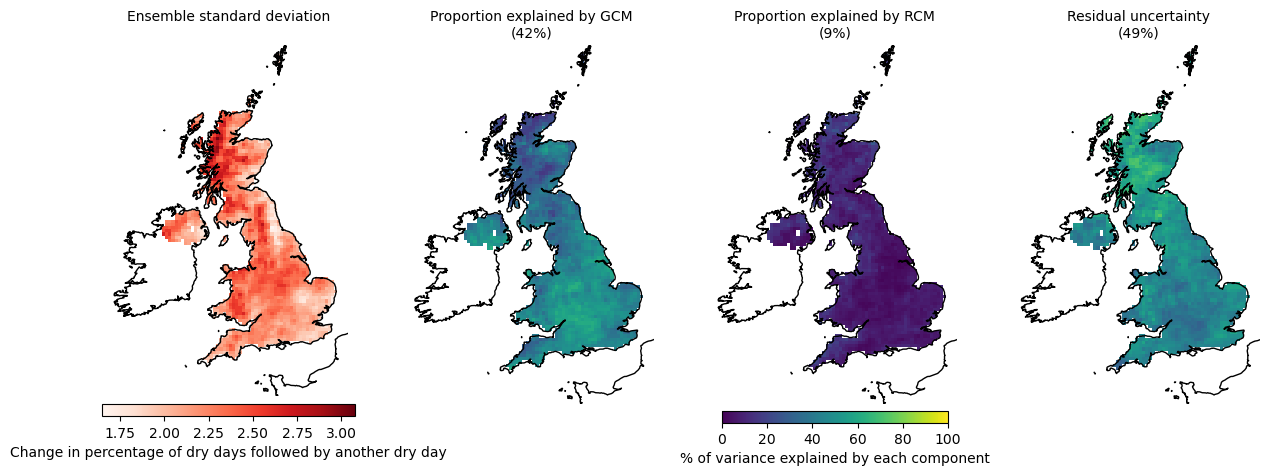 Ensemble standard deviation
Proportion explained by GCM
(42%)
Proportion explained by RCM
(9%)
Residual uncertainty
(49%)
1.75 2.00 2.25 2.50 2.75 3.00
Change in percentage of dry days followed by another dry day
0 20 40 60 80 100
% of variance explained by each component